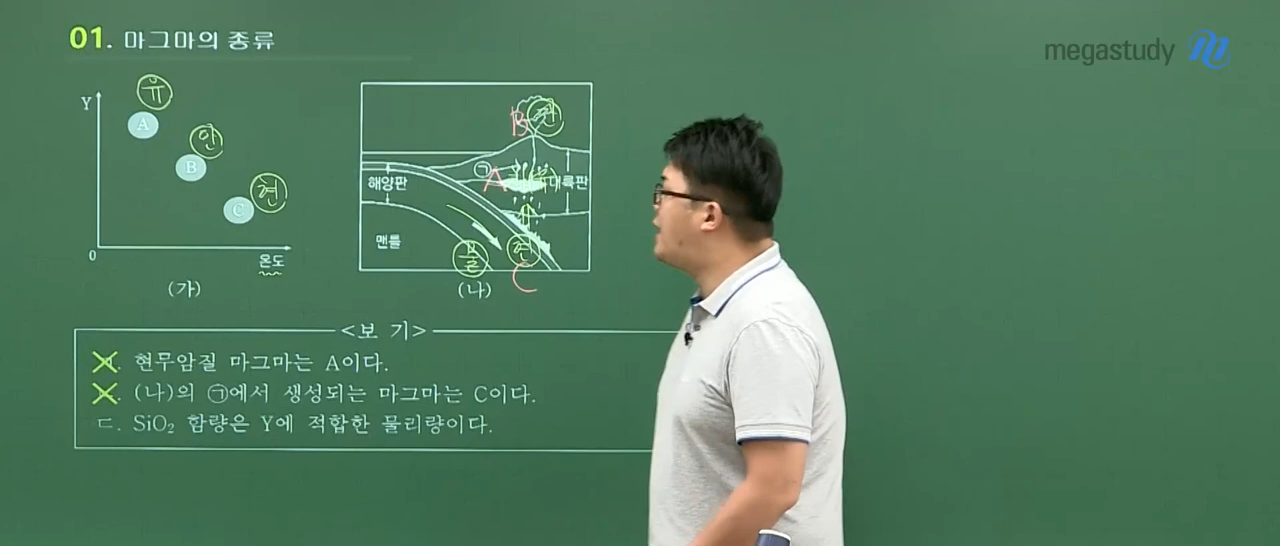 01. 마그마의 종류
megastudy
Y
유
A
안
B
현
C
0
온도
(가)
B
안
㉠
A
유
해양판
대륙판
맨틀
물
현
C
(나)
<보 기>
ㄱ. 현무암질 마그마는 A이다.
ㄴ. (나)의 ㉠에서 생성되는 마그마는 C이다.
ㄷ. SiO₂ 함량은 Y에 적합한 물리량이다.